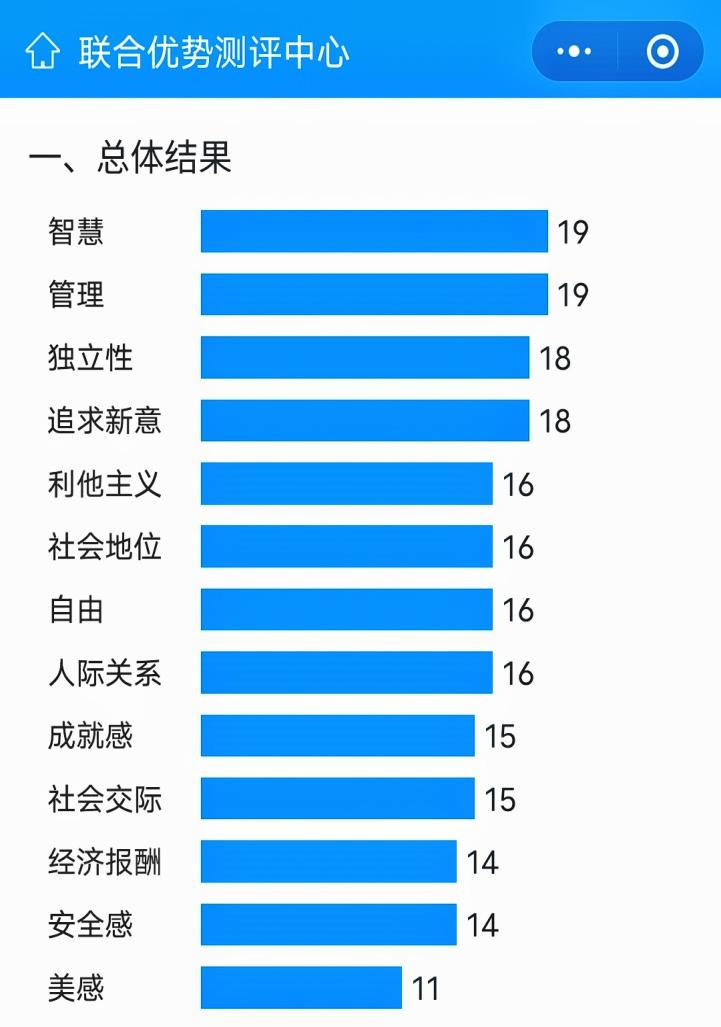 联合优势测评中心
一、总体结果
智慧 19
管理 19
独立性 18
追求新意 18
利他主义 16
社会地位 16
自由 16
人际关系 16
成就感 15
社会交际 15
经济报酬 14
安全感 14
美感 11